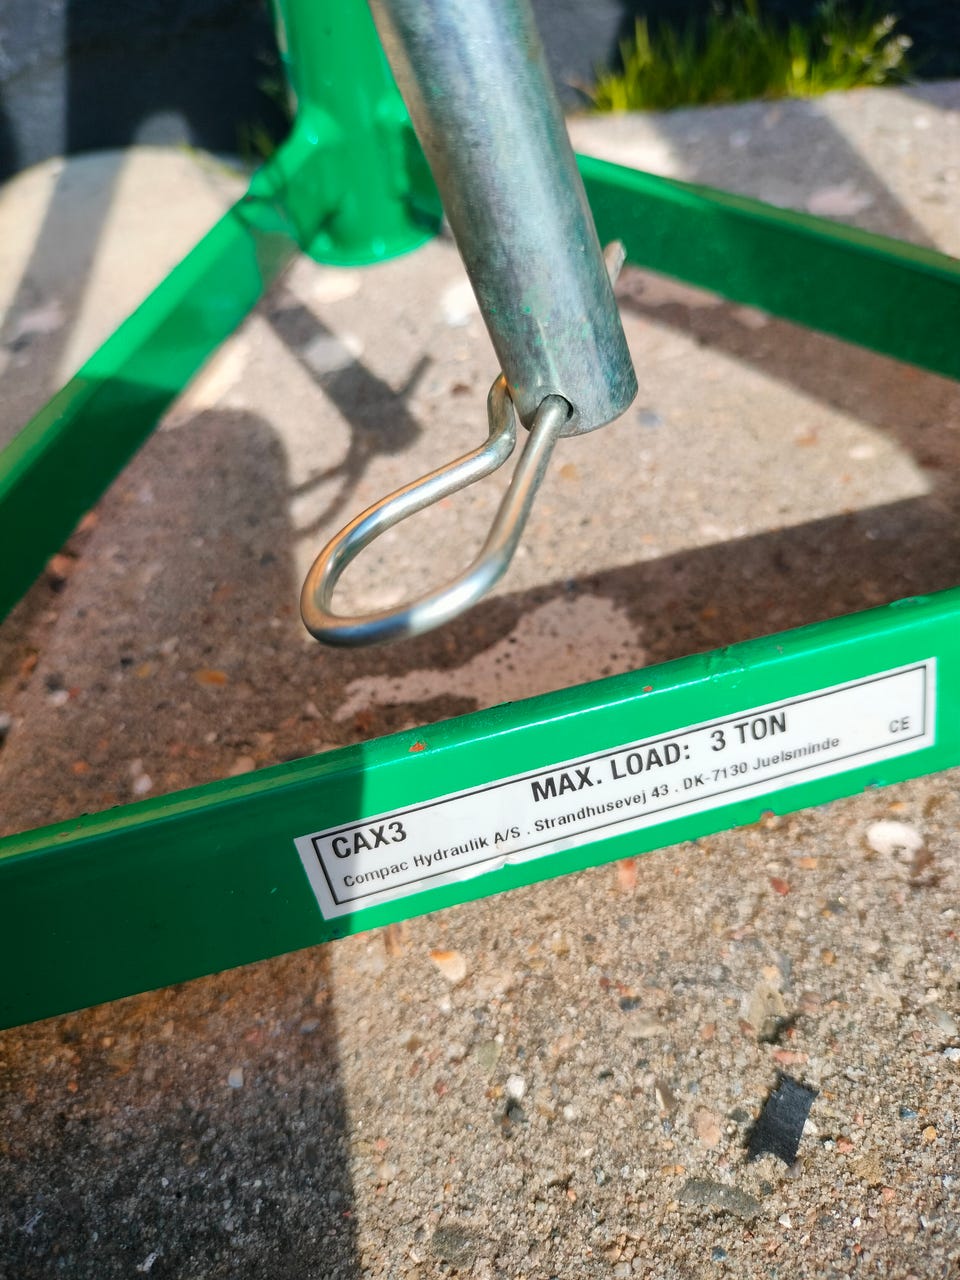 CAX3 MAX. LOAD: 3 TON
Compac Hydraulik A/S . Strandhusevej 43 . DK-7130 Juelsminde CE